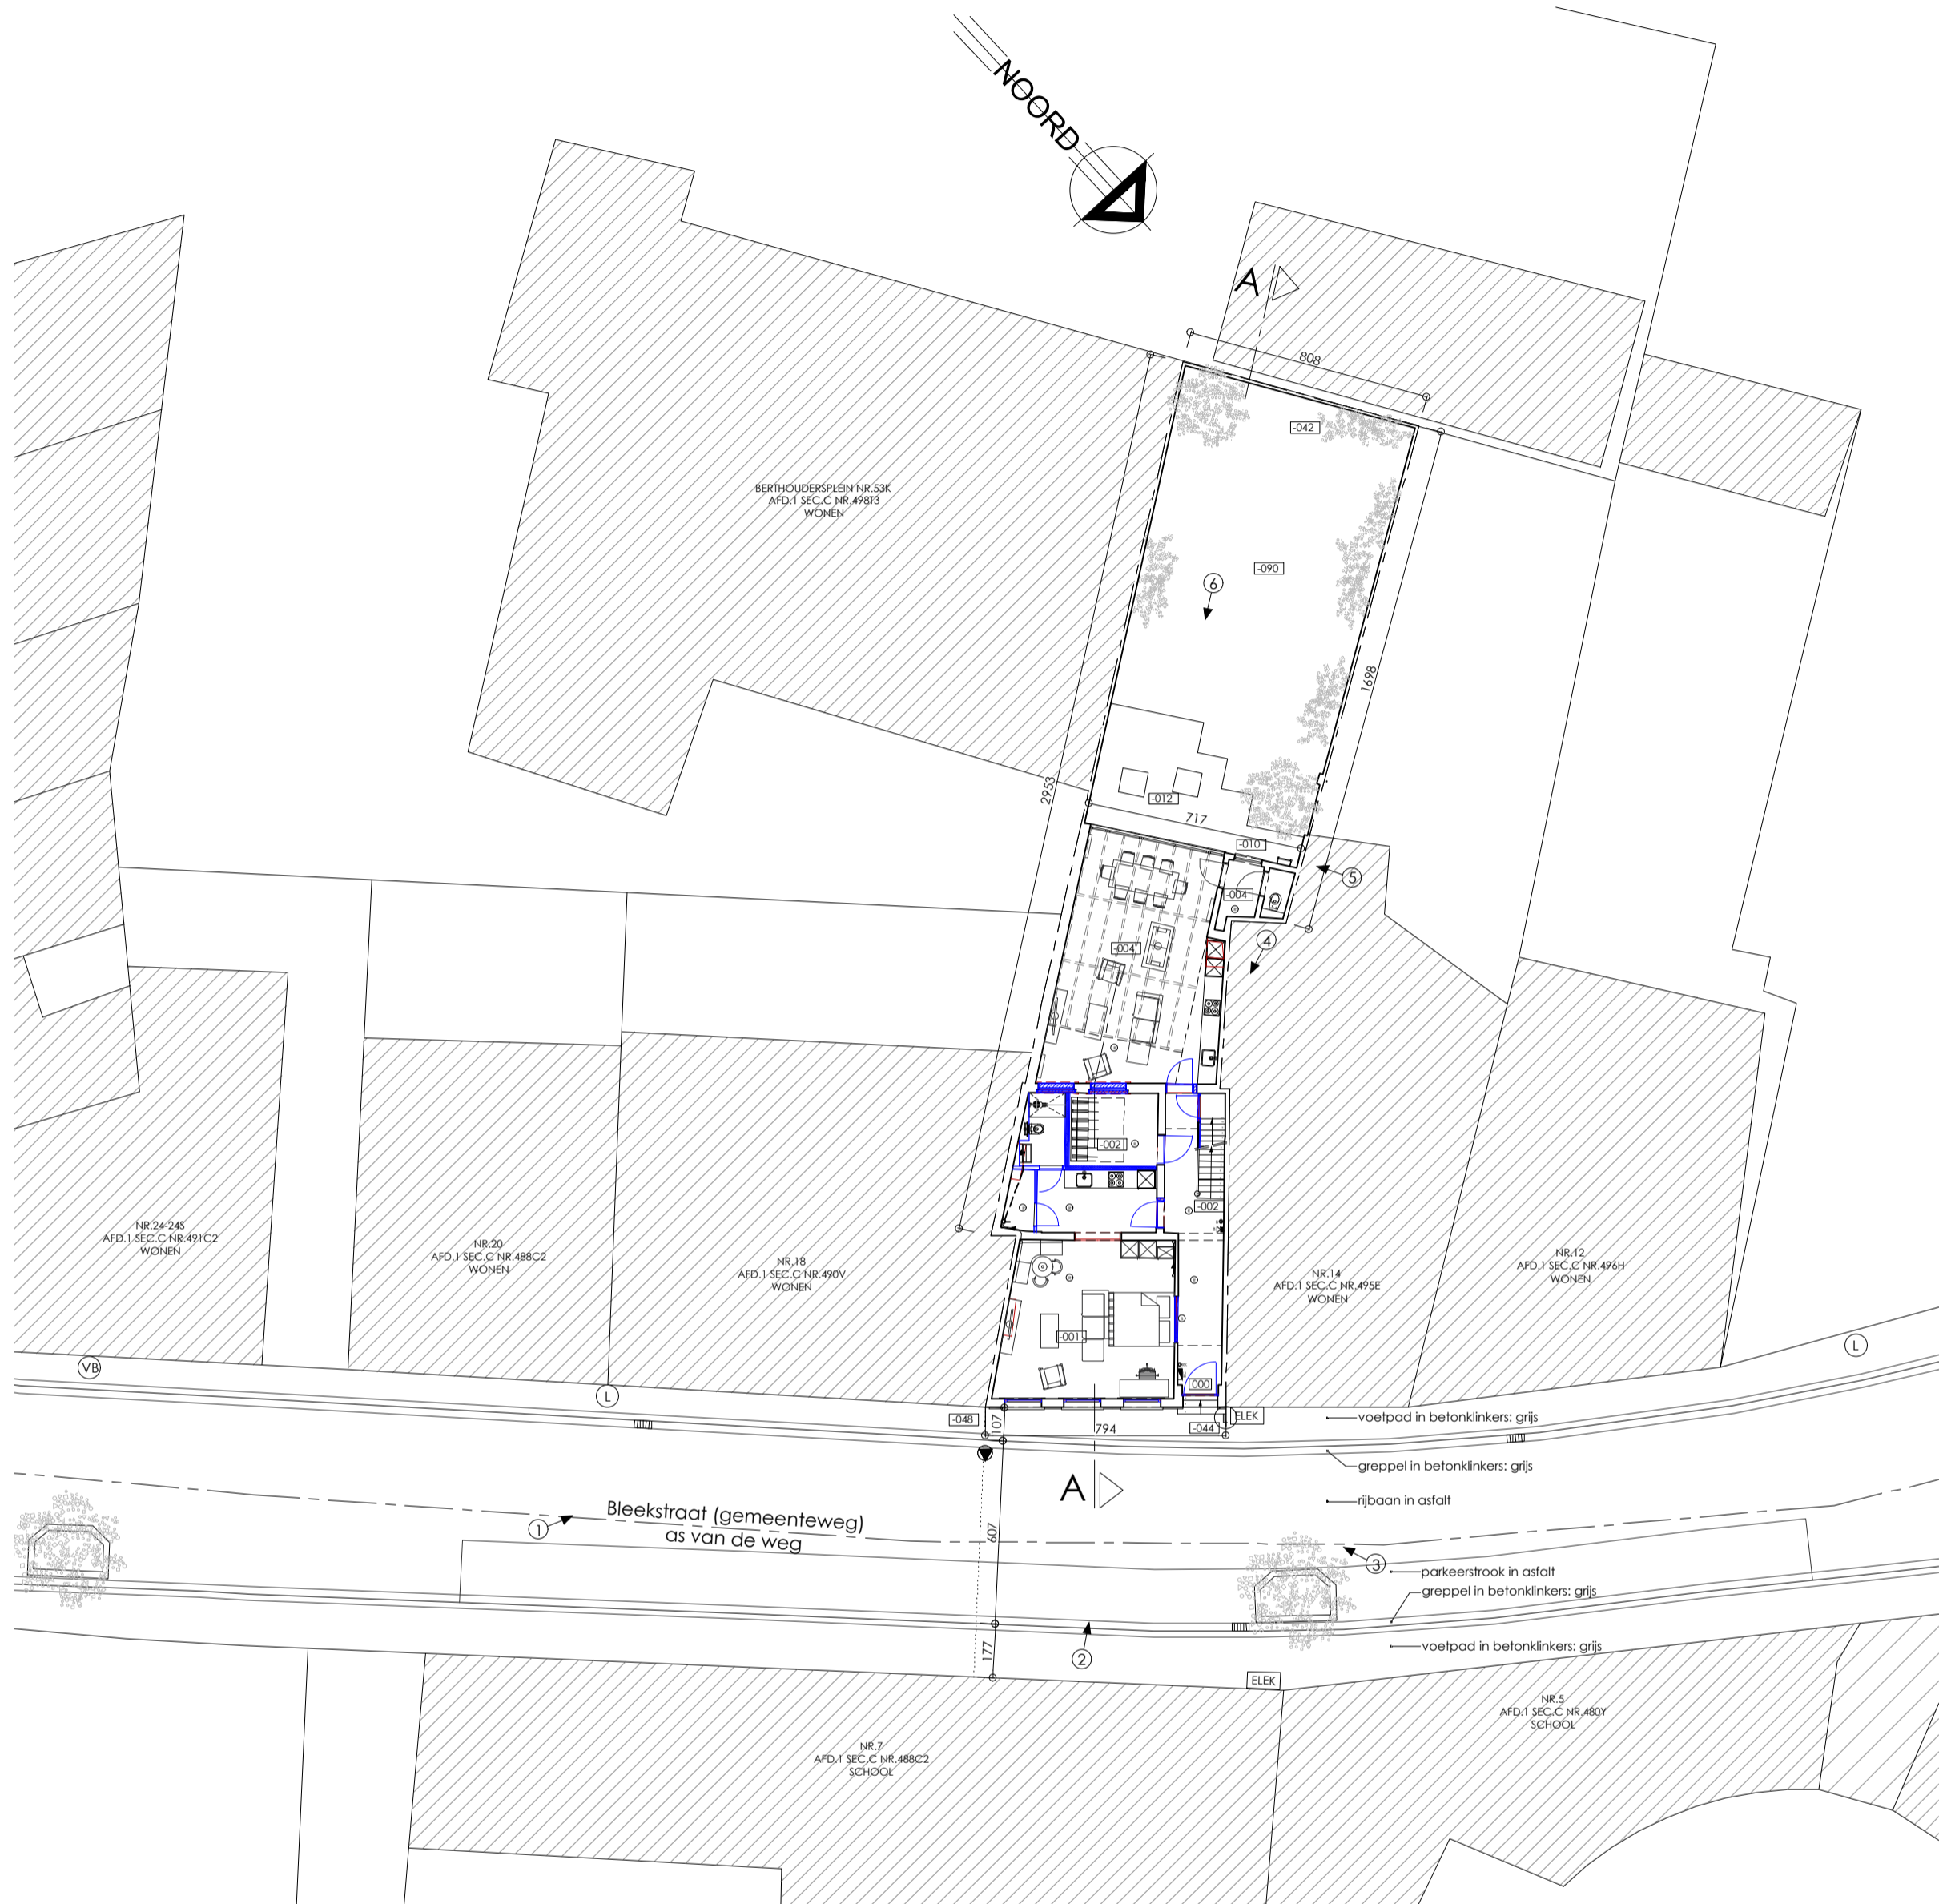 NOORD
A
808
-042
BERTHOUDERSPLEIN NR.53K
AFD.1 SEC.C NR.498T3
WONEN
-090
6
1698
2953
-012
717
-010
5
-004
4
-004
-002
-002
NR.24-24S
AFD.1 SEC.C NR.491C2
WONEN
NR.20
AFD.1 SEC.C NR.488C2
WONEN
NR.18
AFD.1 SEC.C NR.490V
WONEN
NR.14
AFD.1 SEC.C NR.495E
WONEN
NR.12
AFD.1 SEC.C NR.496H
WONEN
-001
VB
L
L
000
-048
107
794
-044
ELEK
voetpad in betonklinkers: grijs
greppel in betonklinkers: grijs
A
rijbaan in asfalt
Bleekstraat (gemeenteweg)
as van de weg
1
607
3
parkeerstrook in asfalt
greppel in betonklinkers: grijs
177
2
voetpad in betonklinkers: grijs
ELEK
NR.5
AFD.1 SEC.C NR.480Y
SCHOOL
NR.7
AFD.1 SEC.C NR.488C2
SCHOOL